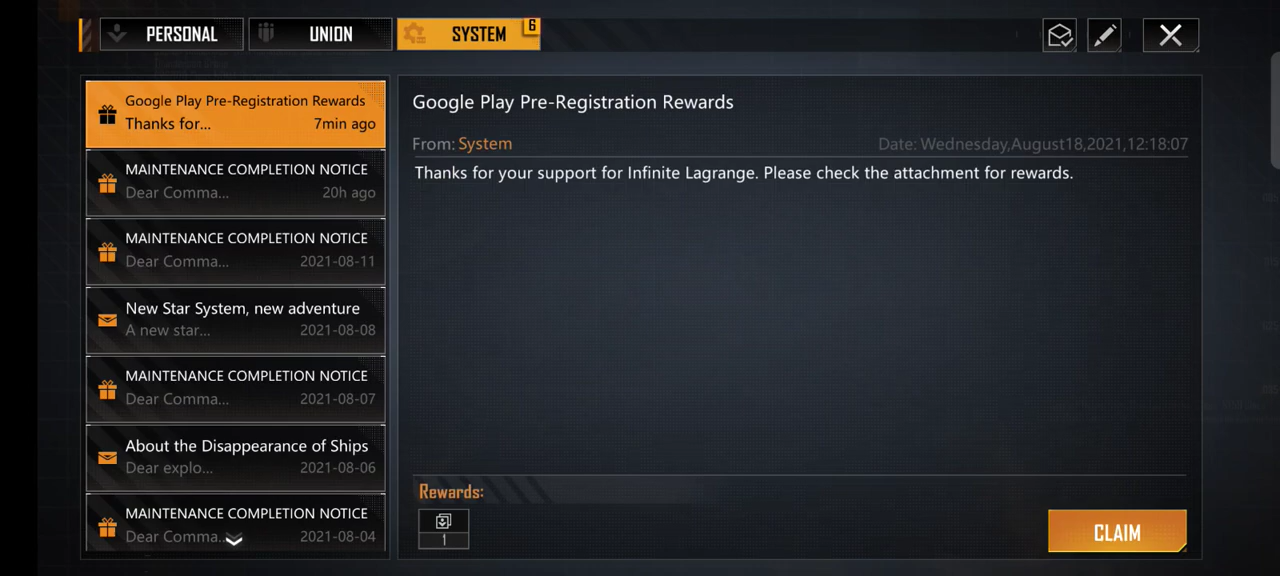 PERSONAL
UNION
SYSTEM
6
Google Play Pre-Registration Rewards
Thanks for...
7min ago
MAINTENANCE COMPLETION NOTICE
Dear Comma...
20h ago
MAINTENANCE COMPLETION NOTICE
Dear Comma...
2021-08-11
New Star System, new adventure
A new star...
2021-08-08
MAINTENANCE COMPLETION NOTICE
Dear Comma...
2021-08-07
About the Disappearance of Ships
Dear explo...
2021-08-06
MAINTENANCE COMPLETION NOTICE
Dear Comma...
2021-08-04
Google Play Pre-Registration Rewards
From: System
Date: Wednesday,August18,2021,12:18:07
Thanks for your support for Infinite Lagrange. Please check the attachment for rewards.
Rewards:
1
CLAIM